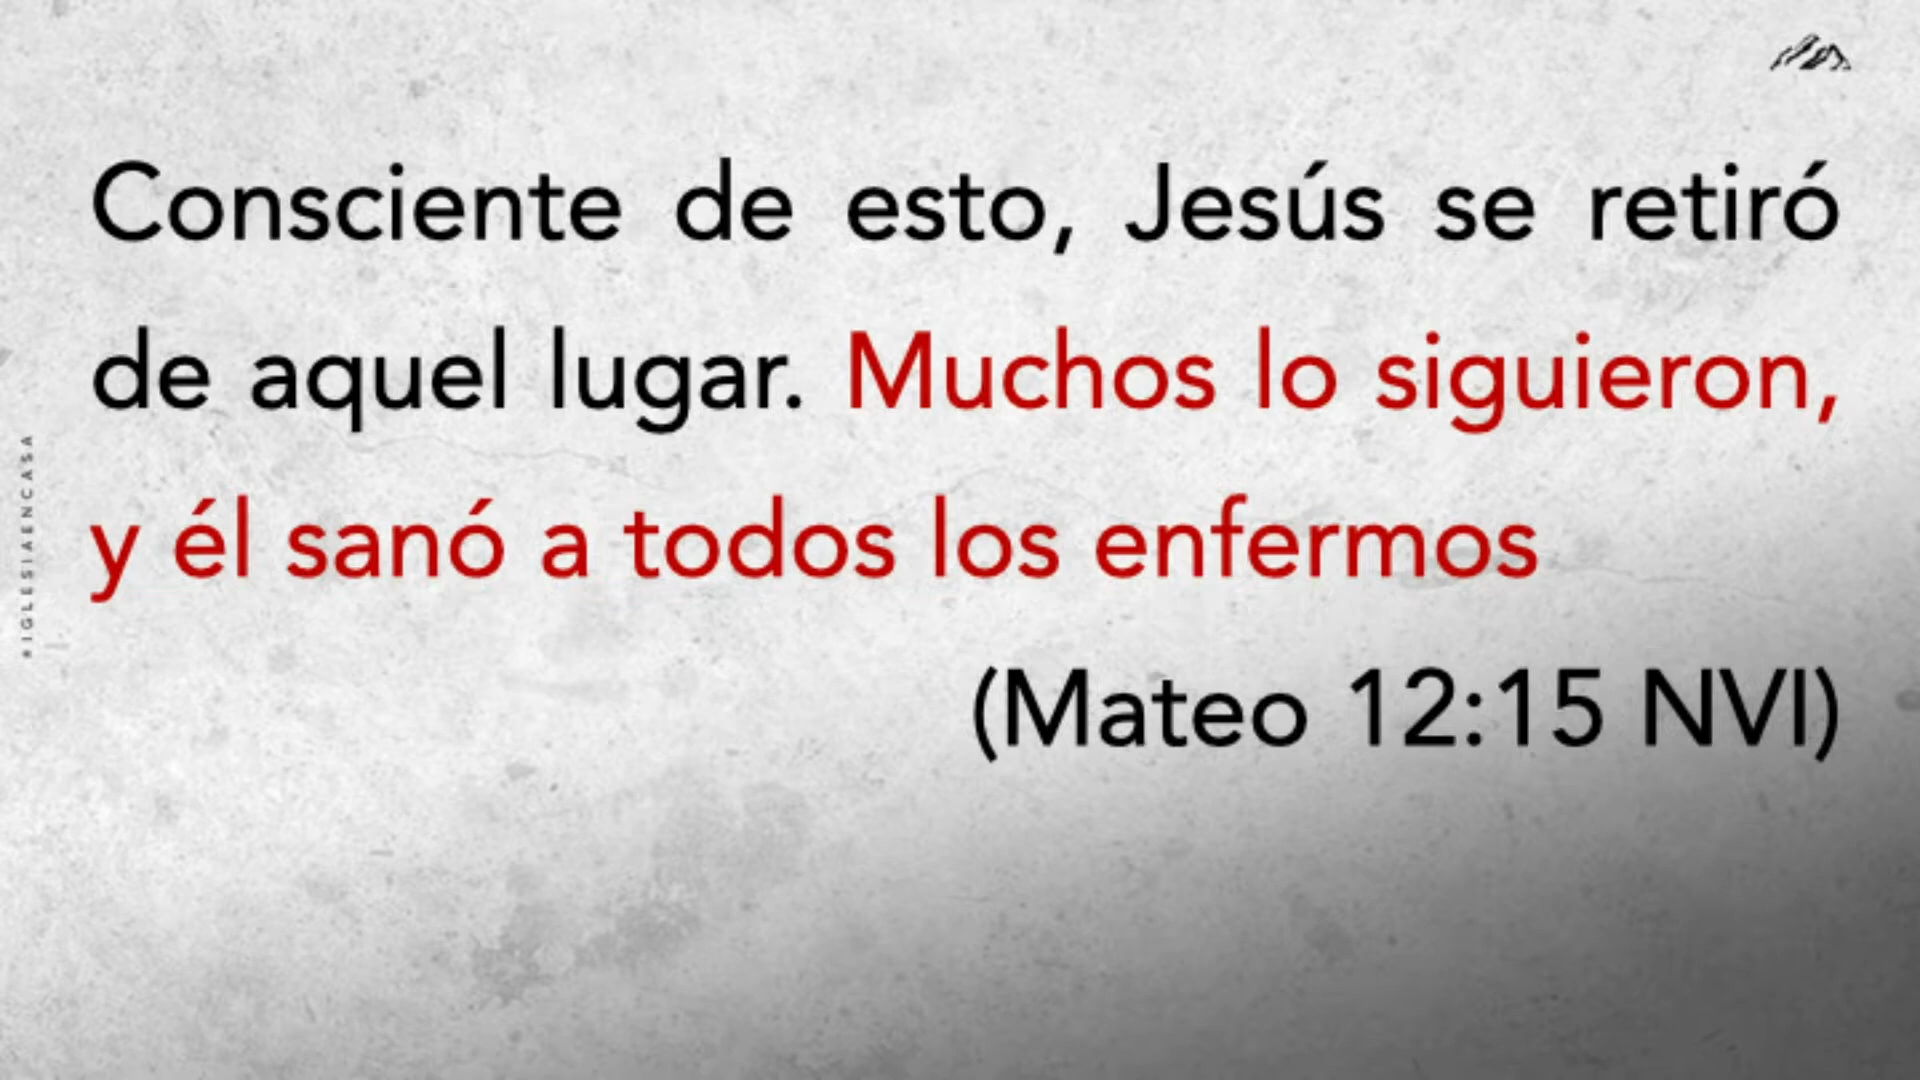 Consciente de esto, Jesús se retiró
de aquel lugar. Muchos lo siguieron,
y él sanó a todos los enfermos
(Mateo 12:15 NVI)
#IGLESIAENCASA